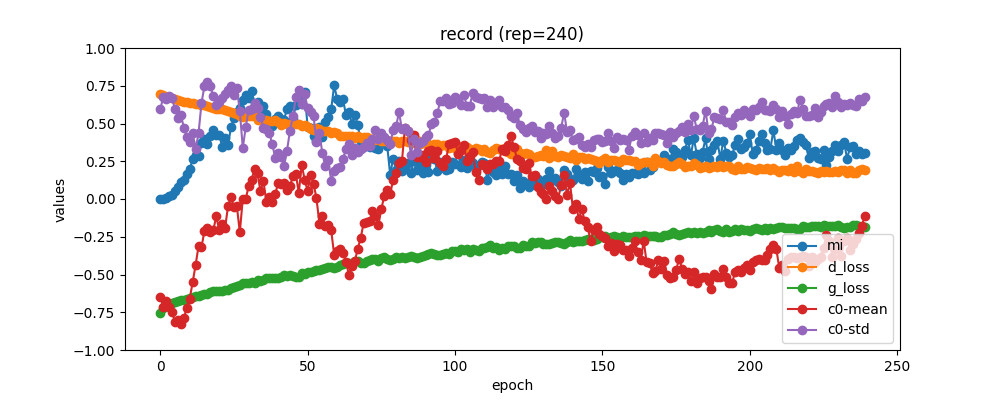 record (rep=240)
1.00
0.75
0.50
0.25
0.00
−0.25
−0.50
−0.75
−1.00
values
0
50
100
150
200
250
epoch
mi
d_loss
g_loss
c0-mean
c0-std